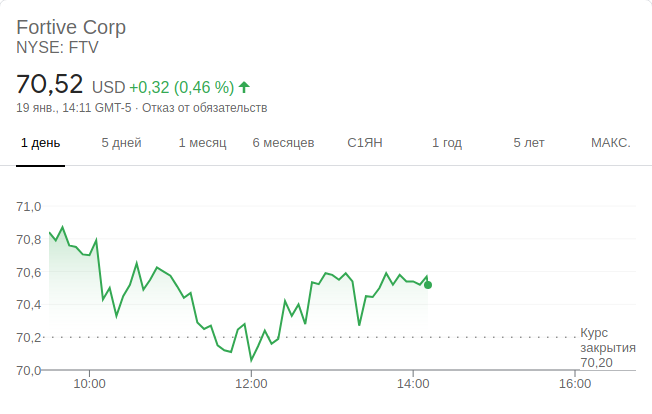 Fortive Corp
NYSE: FTV
70,52 USD +0,32 (0,46 %)
19 янв., 14:11 GMT-5 · Отказ от обязательств
1 день 5 дней 1 месяц 6 месяцев С1ЯН 1 год 5 лет МАКС.
71,0
70,8
70,6
70,4
70,2
70,0
Курс
закрытия
70,20
10:00 12:00 14:00 16:00